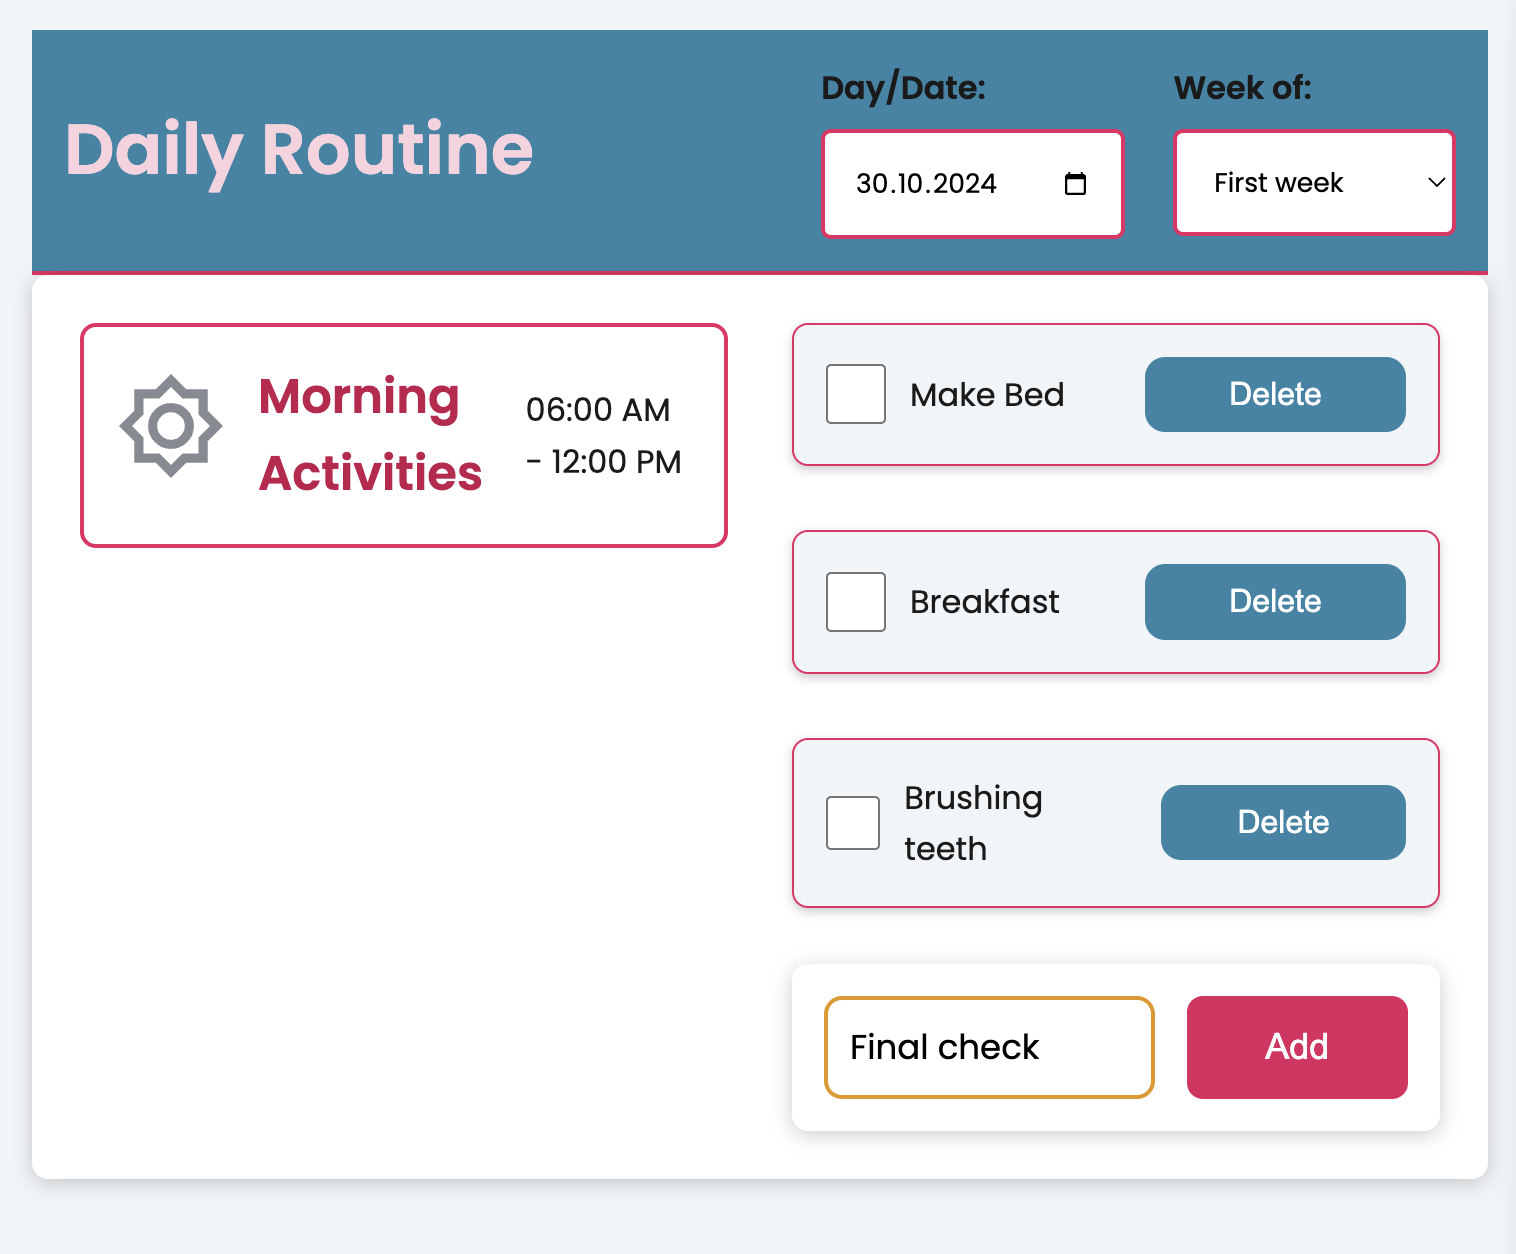 Daily Routine
Day/Date:
30.10.2024
Week of:
First week
Morning
Activities
06:00 AM
- 12:00 PM
Make Bed
Delete
Breakfast
Delete
Brushing
teeth
Delete
Final check
Add